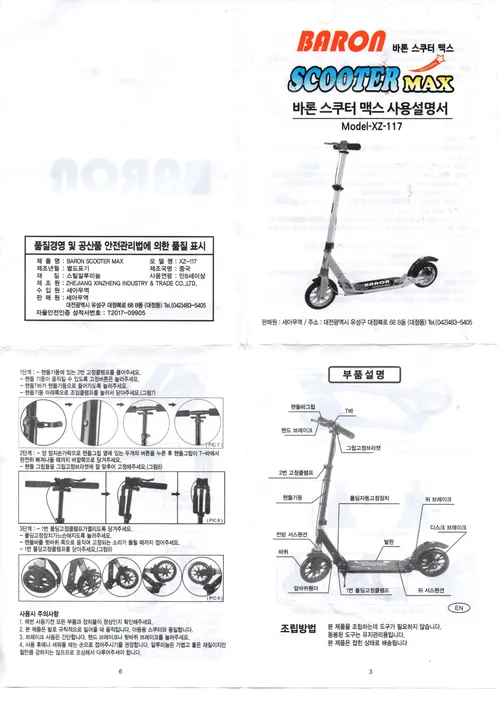 BARON 바론 스쿠터 맥스
SCOOTER MAX
바론 스쿠터 맥스 사용설명서
Model-XZ-117
BARON
판매원 : 세아무역 / 주소 : 대전광역시 유성구 대정북로 68 B동 (대정동) Tel.(042)483-5405
품질경영 및 공산품 안전관리법에 의한 품질 표시
제 품 명 : BARON SCOOTER MAX 모 델 명 : XZ-117
제조년월 : 별도표기 제조국명 : 중국
재 질 : 스틸,알루미늄 사용연령 : 만8세이상
제 조 원 : ZHEJIANG XINZHENG INDUSTRY & TRADE CO.,LTD.
수 입 원 : 세아무역
판 매 원 : 세아무역
대전광역시 유성구 대정북로 68 B동 (대정동) Tel.(042)483-5405
자율안전인증 성적서번호 : T2017-09905
1단계 : - 핸들기둥에 있는 2번 고정클램프를 풀어주세요.
- 핸들 기둥이 움직일 수 있도록 고정버튼은 눌러주세요.
- 핸들T바가 핸들기둥으로 들어가도록 눌러주세요.
- 핸들기둥 아래쪽으로 조임클램프를 눌러서 닫아주세요.(그림7)
(PIC 7)
2단계 : - 양 엄지손가락으로 핸들그립 옆에 있는 두개의 버튼을 누른 후 핸들그립이 T-바에서
완전히 빠져나올 때까지 바깥쪽으로 당겨주세요.
- 핸들 그립들을 그립고정브라켓에 잘 맞추어 고정해주세요.(그림8)
(PIC 8)
3단계 : - 1번 폴딩고정클램프가열리도록 당겨주세요.
- 폴딩고정장치가느슨해지도록 눌러주세요.
- 핸들바를 뒷바퀴 쪽으로 움직여 고정되는 소리가 들릴 때까지 접어주세요.
- 1번 폴딩고정클램프를 닫아주세요.(그림9)
(PIC 9)
사용시 주의사항
1. 매번 사용기전 모든 부품과 장치들이 정상인지 확인해주세요.
2. 본 제품은 발로 규칙적으로 밀어줄 때 움직입니다. 아동용 스쿠터와 동일합니다.
3. 브레이크 사용은 간단합니다. 핸드 브레이크나 뒷바퀴 브레이크를 눌러주세요.
4. 사용 후에나 세워둘 때는 손으로 접어주시기를 권장합니다. 알루미늄은 가볍고 좋은 재질이지만
철만큼 강하지는 않으므로 조심해서 다루어주셔야 합니다.
6
부품설명
핸들바그립
T바
핸드 브레이크
그립고정브라켓
2번 고정클램프
핸들기둥
폴딩자동고정장치
뒤 브레이크
디스크 브레이크
전방 서스펜션
발판
바퀴
앞바퀴휀더
1번 폴딩고정클램프
뒤 서스펜션
EN
조립방법
본 제품을 조립하는데 도구가 필요하지 않습니다.
동봉된 도구는 유지관리용입니다.
본 제품은 접힌 상태로 배송됩니다
3